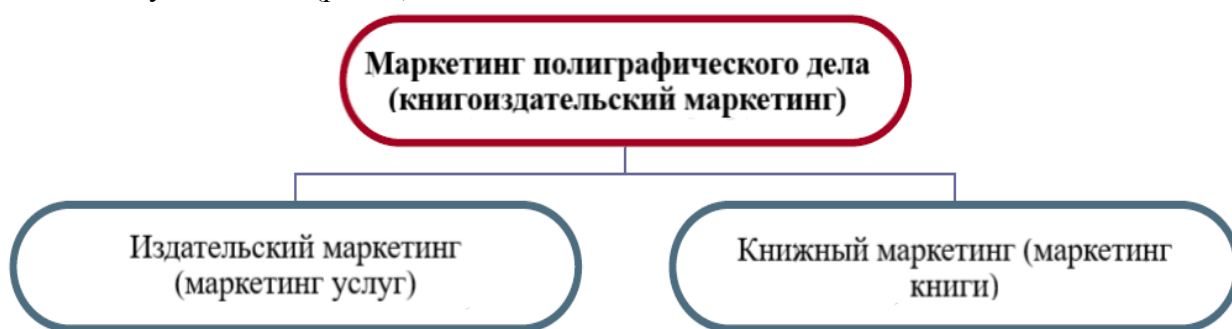 Маркетинг полиграфического дела
(книгоиздательский маркетинг)
Издательский маркетинг
(маркетинг услуг)
Книжный маркетинг (маркетинг
книги)